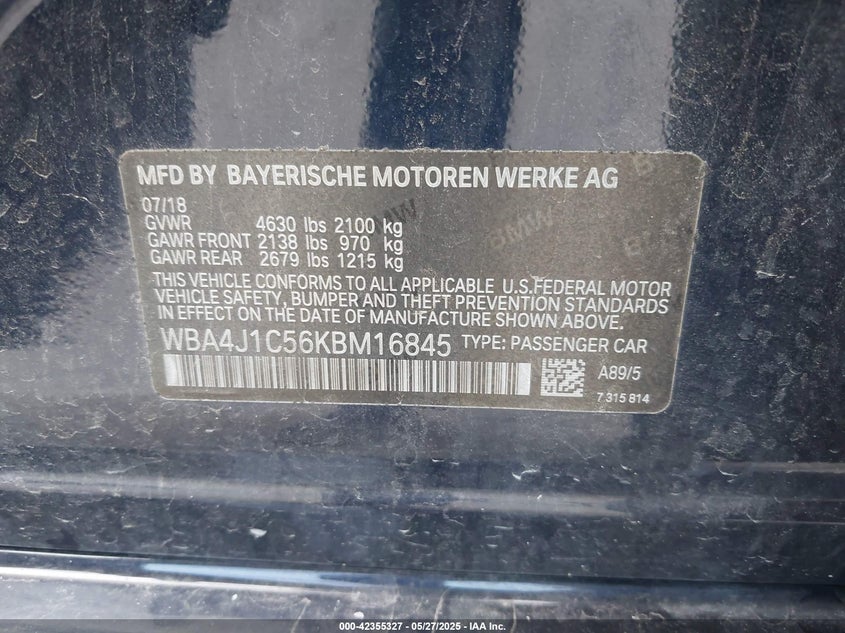 MFD BY BAYERISCHE MOTOREN WERKE AG
07/18
GVWR 4630 lbs 2100 kg
GAWR FRONT 2138 lbs 970 kg
GAWR REAR 2679 lbs 1215 kg
THIS VEHICLE CONFORMS TO ALL APPLICABLE U.S.FEDERAL MOTOR
VEHICLE SAFETY, BUMPER AND THEFT PREVENTION STANDARDS
IN EFFECT ON THE DATE OF MANUFACTURE SHOWN ABOVE.
WBA4J1C56KBM16845 TYPE: PASSENGER CAR
A89/5
7 315 814
000-42355327 - 05/27/2025 - IAA Inc.